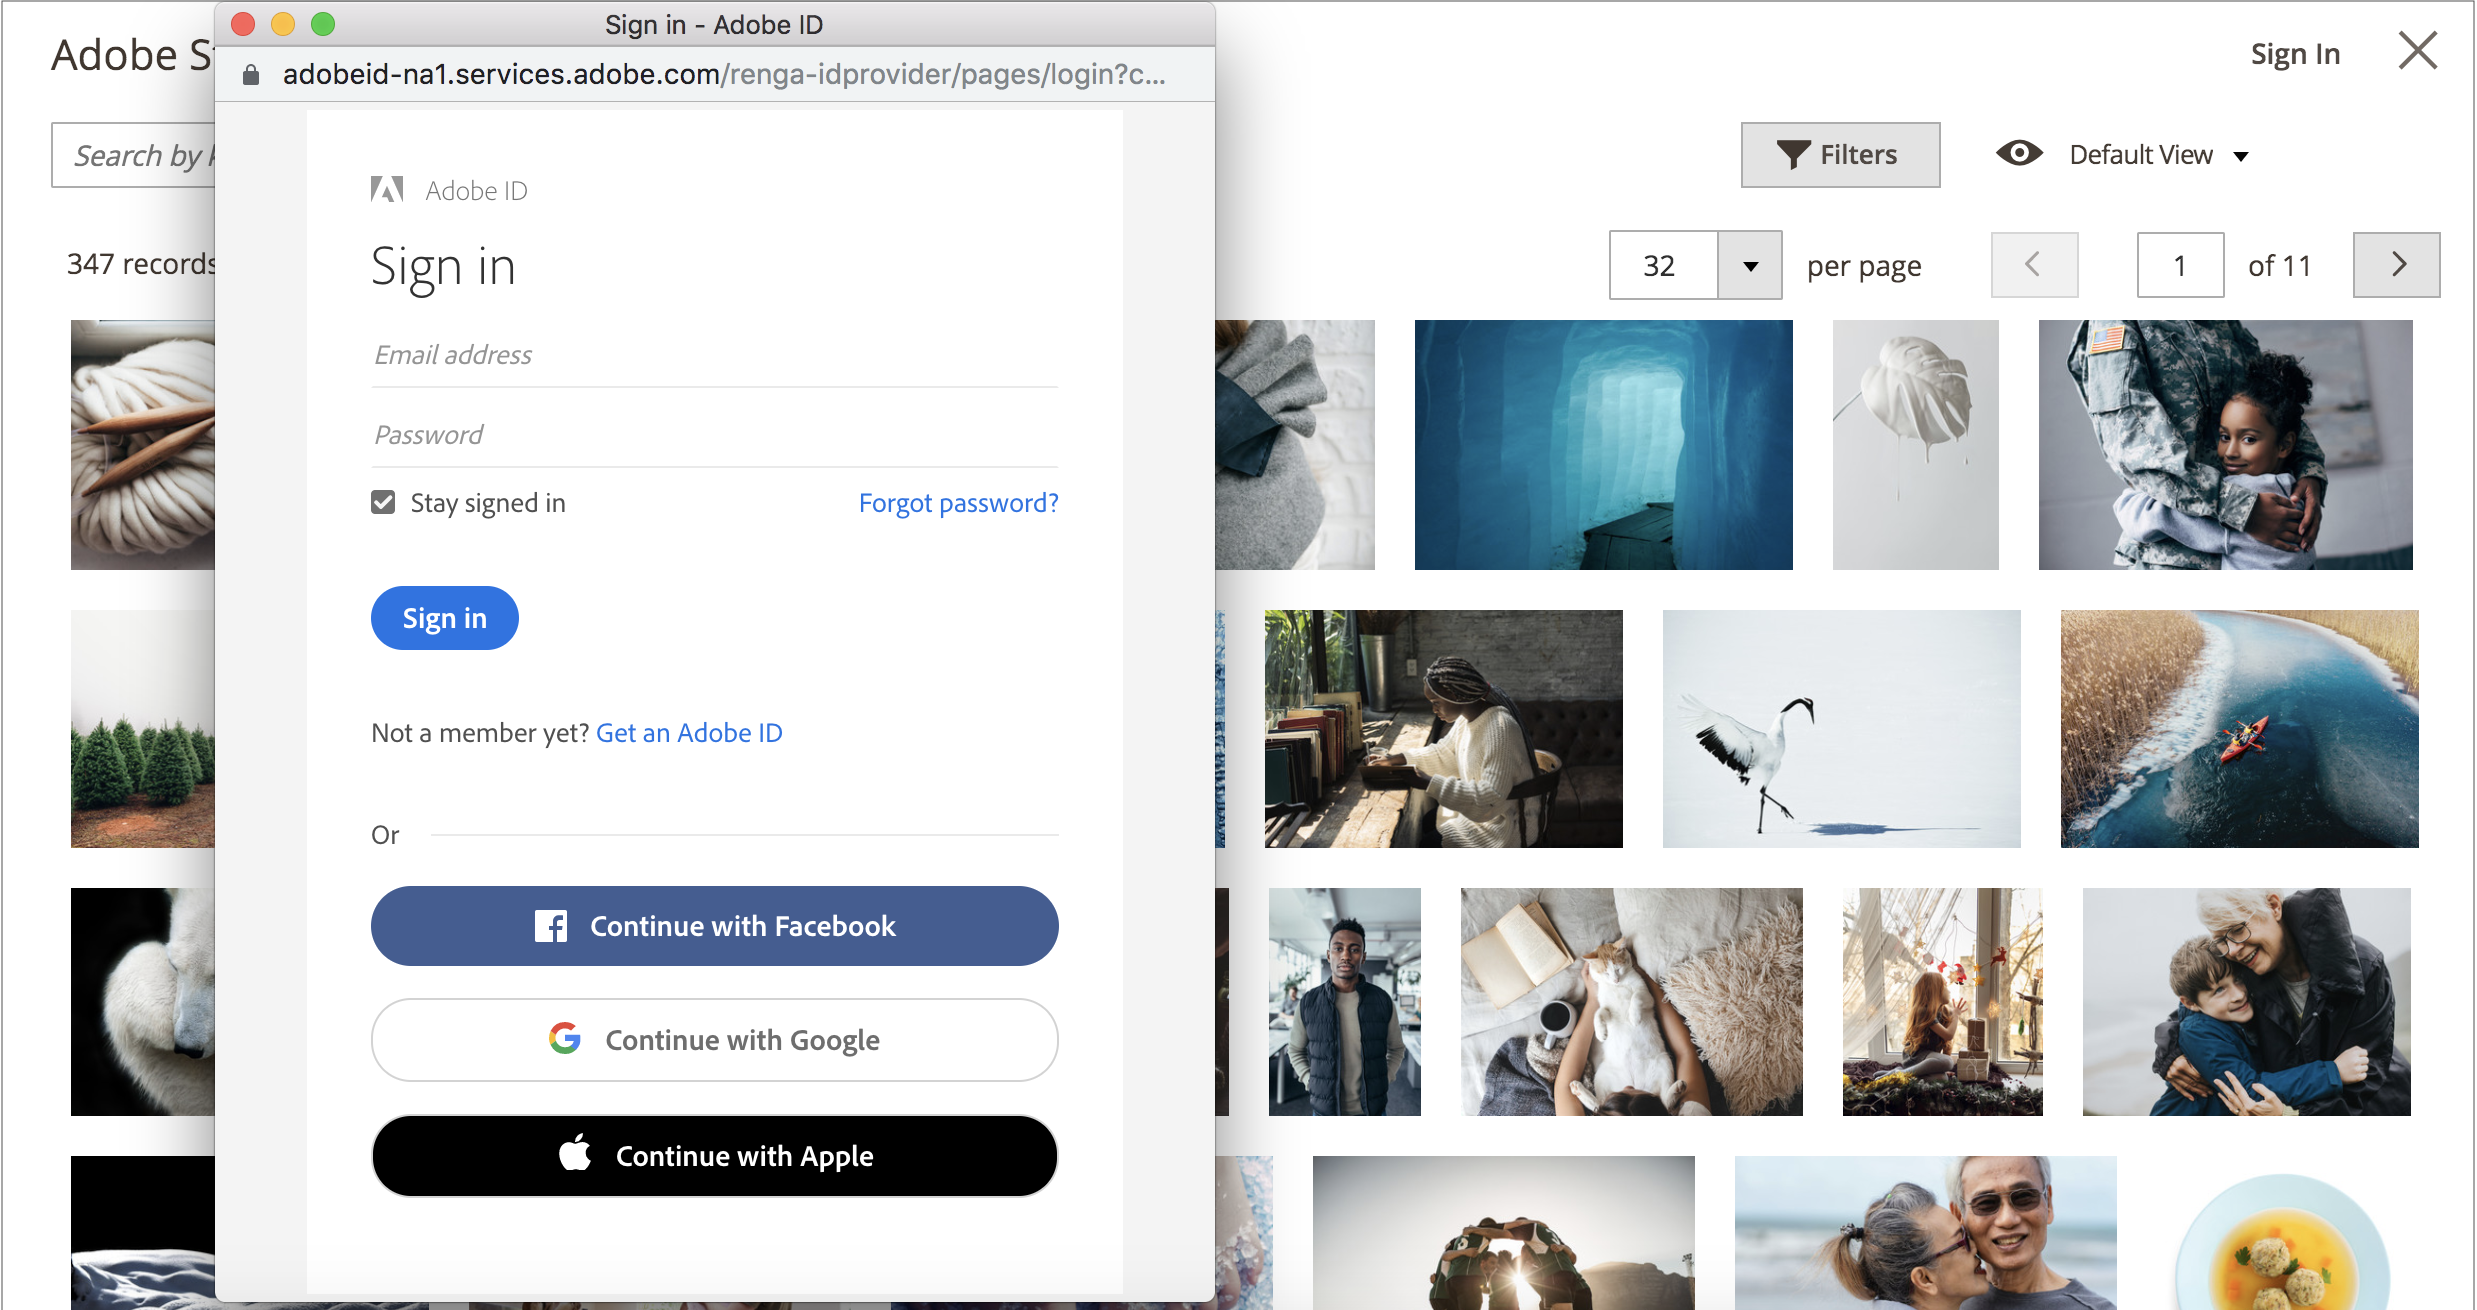 Sign in - Adobe ID
Adobe S
Sign In
adobeid-na1.services.adobe.com/renga-idprovider/pages/login?c...
Search by
Filters
Default View
347 records
32
per page
1
of 11
Adobe ID
Sign in
Email address
Password
Stay signed in
Forgot password?
Sign in
Not a member yet? Get an Adobe ID
Or
Continue with Facebook
Continue with Google
Continue with Apple